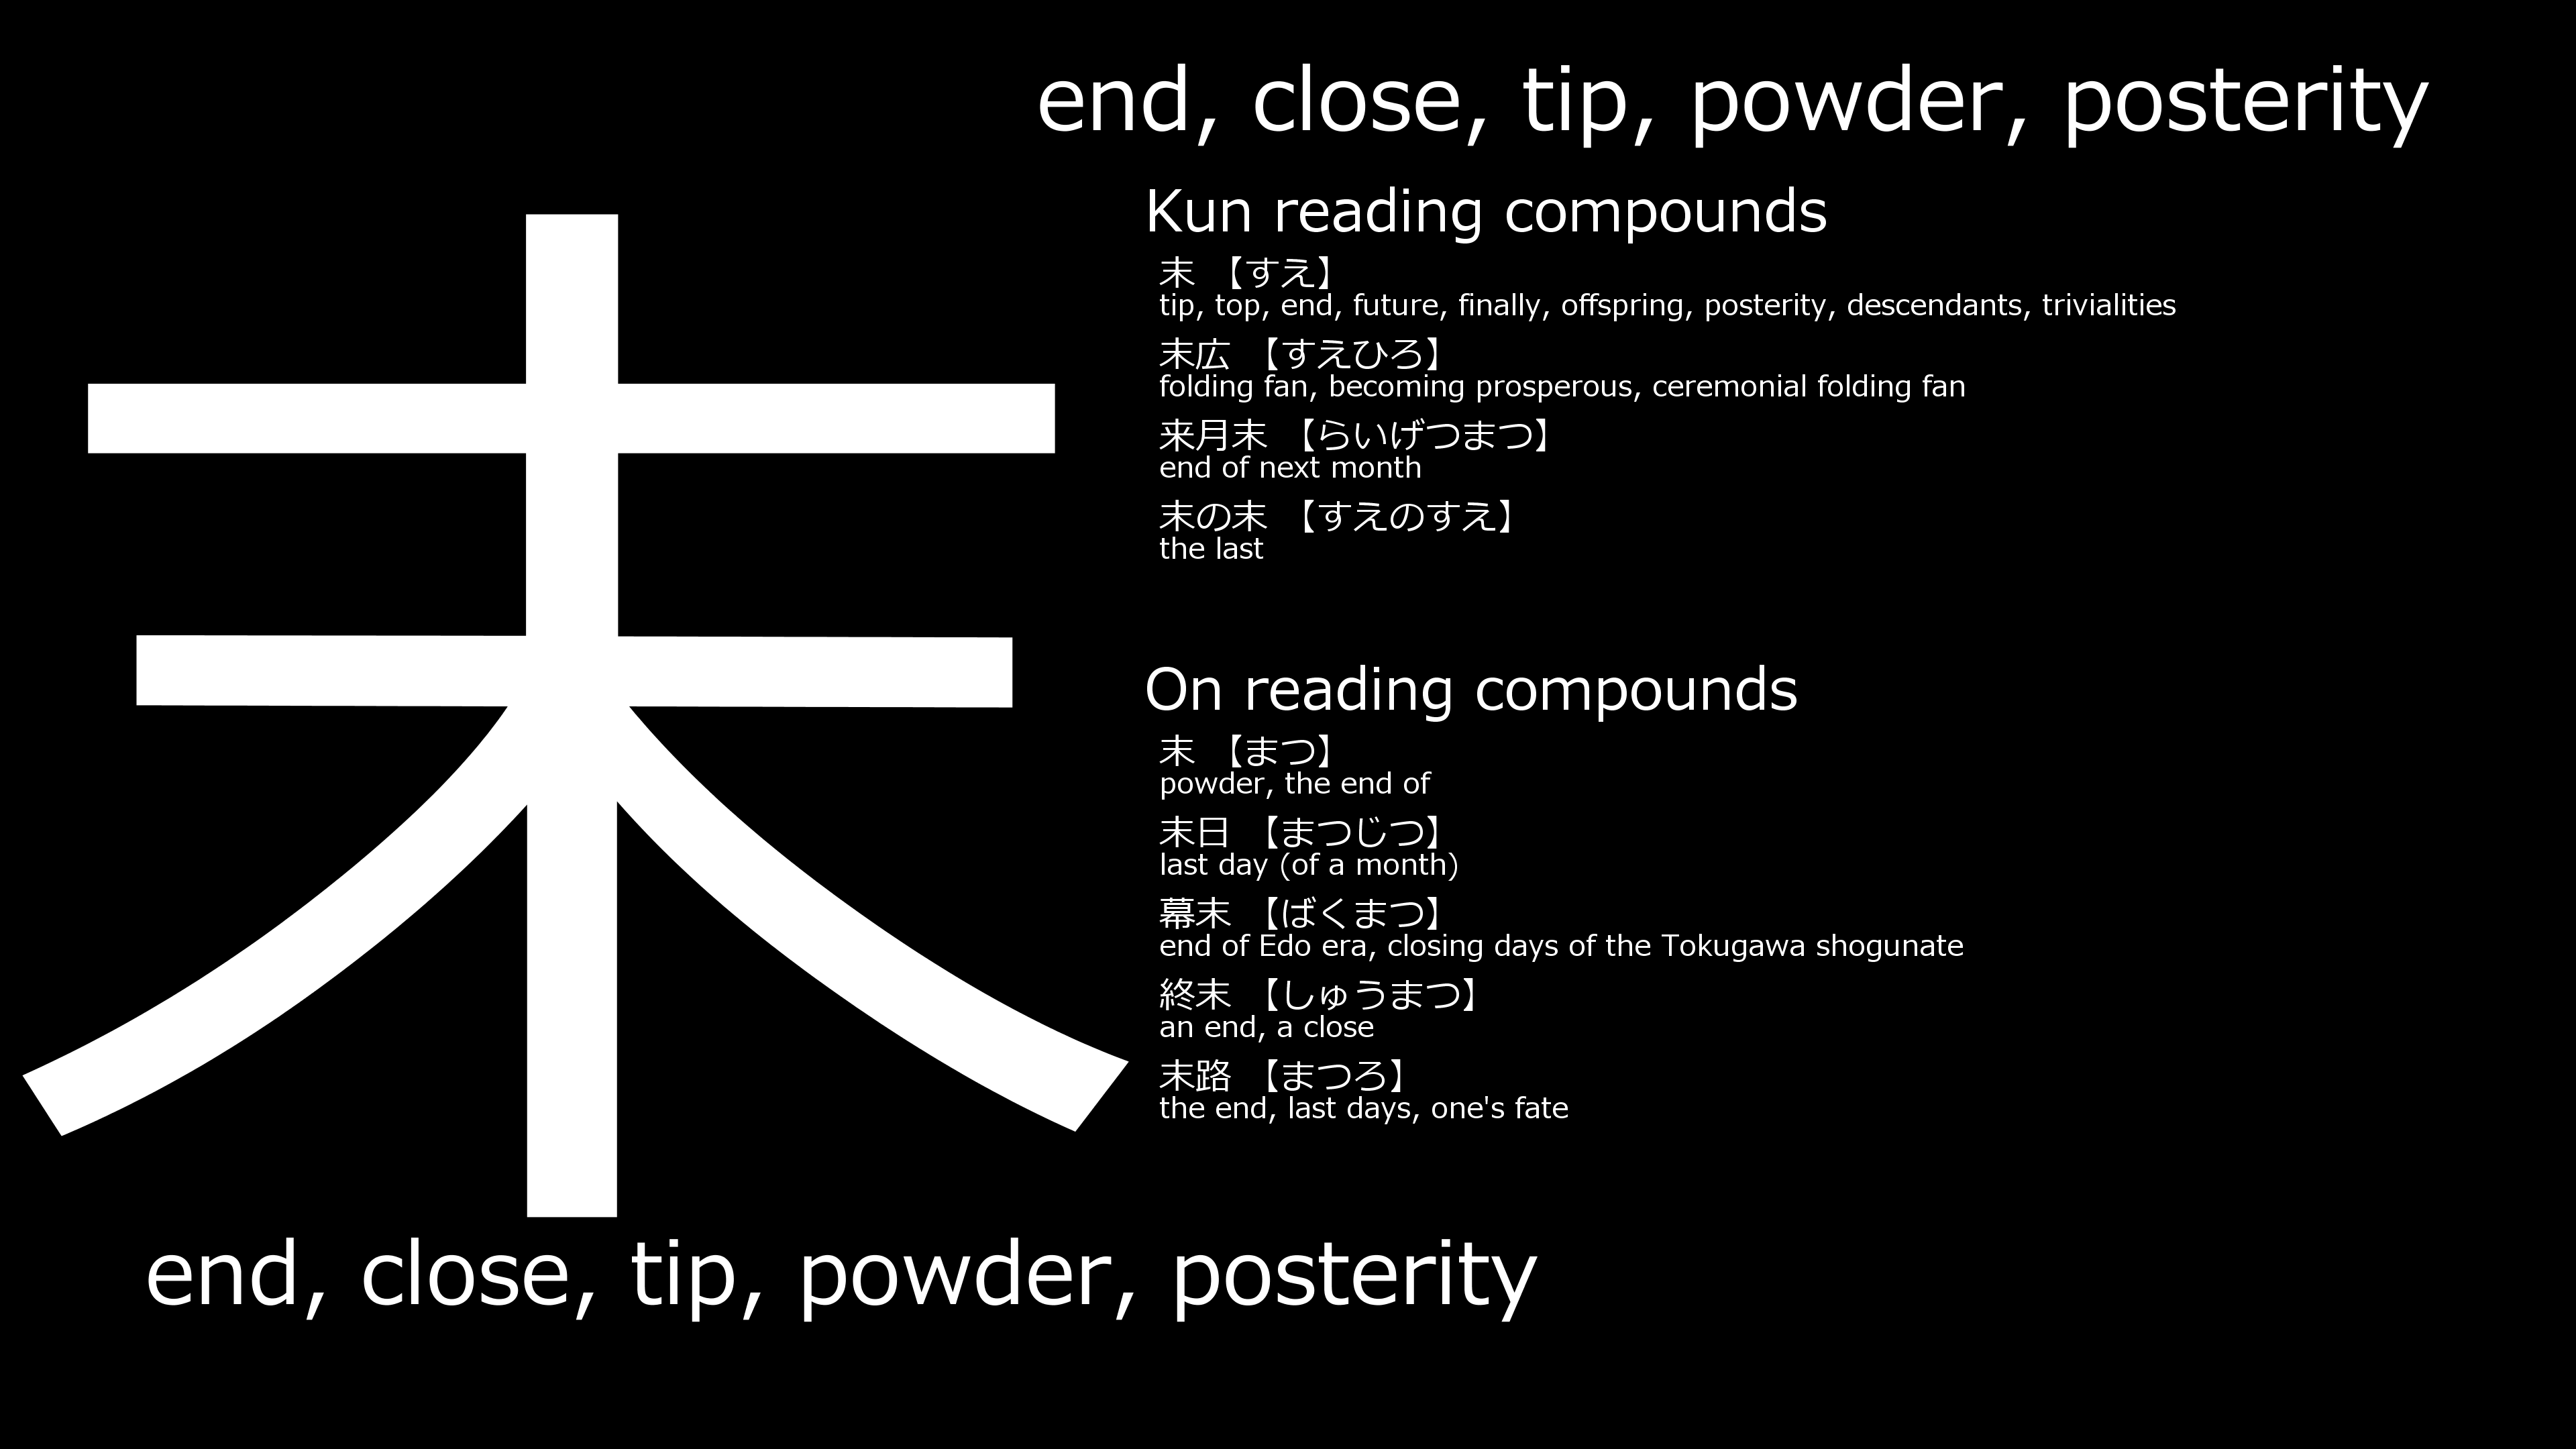 end, close, tip, powder, posterity
末
Kun reading compounds
末 【すえ】
tip, top, end, future, finally, offspring, posterity, descendants, trivialities
末広 【すえひろ】
folding fan, becoming prosperous, ceremonial folding fan
来月末 【らいげつまつ】
end of next month
末の末 【すえのすえ】
the last
On reading compounds
末 【まつ】
powder, the end of
末日 【まつじつ】
last day (of a month)
幕末 【ばくまつ】
end of Edo era, closing days of the Tokugawa shogunate
終末 【しゅうまつ】
an end, a close
末路 【まつろ】
the end, last days, one's fate
end, close, tip, powder, posterity